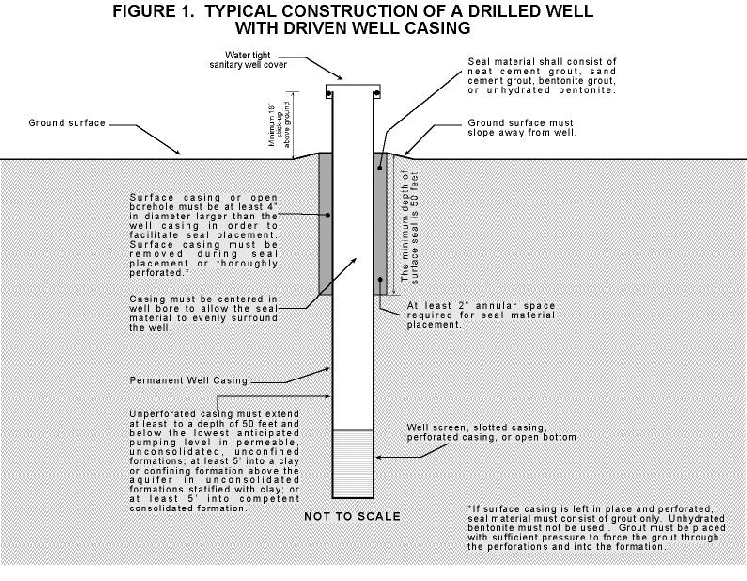 FIGURE 1. TYPICAL CONSTRUCTION OF A DRILLED WELL
WITH DRIVEN WELL CASING
Water tight
sanitary well cover
Seal material shall consist of
neat cement grout, sand
cement grout, bentonite grout,
or unhydrated bentonite.
Minimum 18"
stick-up
above ground
Ground surface
Ground surface must
slope away from well.
Surface casing or open
borehole must be at least 4"
in diameter larger than the
well casing in order to
facilitate seal placement.
Surface casing must be
removed during seal
placement or thoroughly
perforated.*
The minimum depth of
surface seal is 50 feet
Casing must be centered in
well bore to allow the seal
material to evenly surround
the well.
At least 2" annular space
required for seal material
placement.
Permanent Well Casing
Unperforated casing must extend
at least to a depth of 50 feet and
below the lowest anticipated
pumping level in permeable,
unconsolidated, unconfined
formations; at least 5' into a clay
or confining formation above the
aquifer in unconsolidated
formations statified with clay; or
at least 5' into competent
consolidated formation.
Well screen, slotted casing,
perforated casing, or open bottom
NOT TO SCALE
*If surface casing is left in place and perforated,
seal material must consist of grout only. Unhydrated
bentonite must not be used. Grout must be placed
with sufficient pressure to force the grout through
the perforations and into the formation.